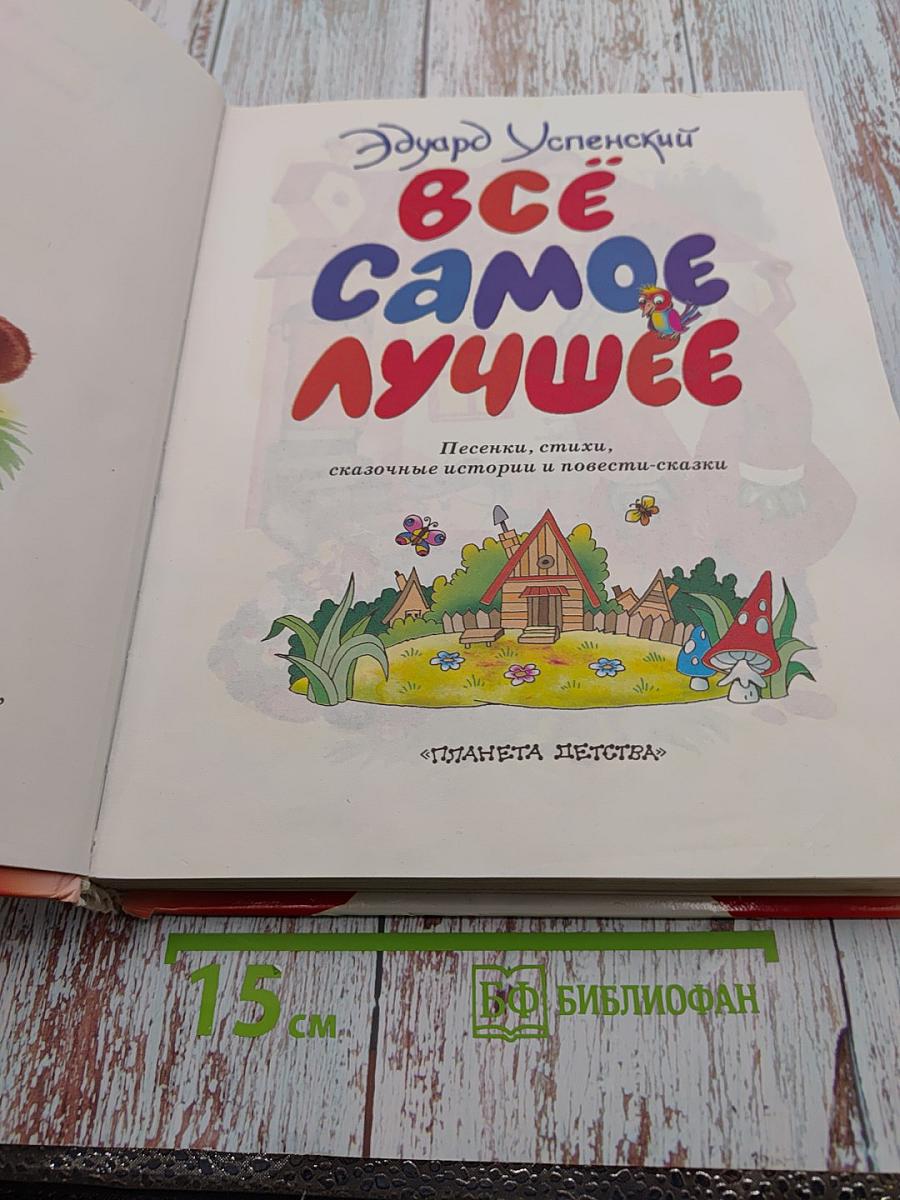 Эдуард Успенский
ВСЁ
САМОЕ
ЛУЧШЕЕ
Песенки, стихи,
сказочные истории и повести-сказки
«ПЛАНЕТА ДЕТСТВА»
15 см
БФ БИБЛИОФАН